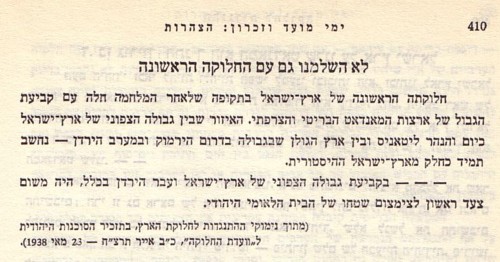 ימי מועד וזכרון: הצהרות 410
לא השלמנו גם עם החלוקה הראשונה
חלוקתה הראשונה של ארץ־ישראל בתקופה שלאחר המלחמה חלה עם קביעת
הגבול של ארצות המאנדאט הבריטי והצרפתי. האיזור שבין גבולה הצפוני של ארץ־ישראל
כיום והנהר ליטאניס ובין ארץ הגולן שבגבולה בדרום הירמוק ובמערב הירדן — נחשב
תמיד כחלק מארץ־ישראל ההיסטורית.
— — — בקביעת גבולה הצפוני של ארץ־ישראל ועבר הירדן בכלל, היה משום
צעד ראשון לצימצום שטחו של הבית הלאומי היהודי.
(מתוך נימוקי ההתנגדות לחלוקת הארץ, בתזכיר הסוכנות היהודית
ל„וועדת החלוקה”, כ״ב אייר תרצ״ח — 23 מאי 1938).